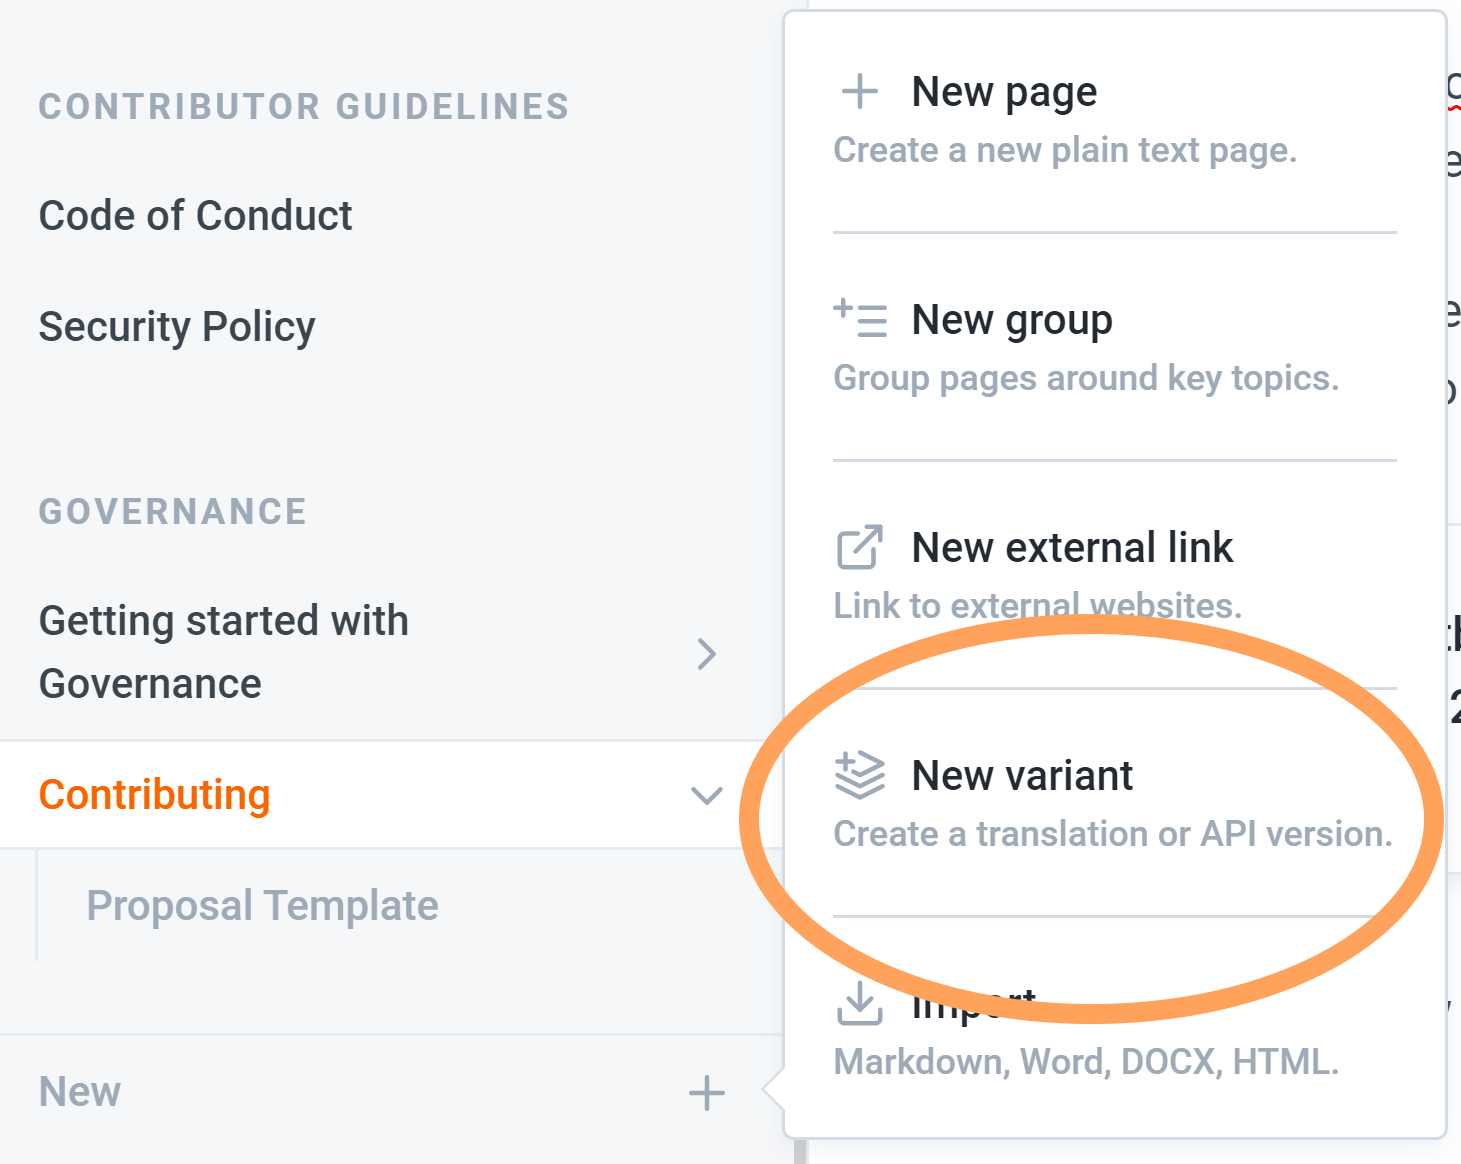 CONTRIBUTOR GUIDELINES
Code of Conduct
Security Policy
GOVERNANCE
Getting started with
Governance
Contributing
Proposal Template
New
New page
Create a new plain text page.
New group
Group pages around key topics.
New external link
Link to external websites.
New variant
Create a translation or API version.
Import
Markdown, Word, DOCX, HTML.